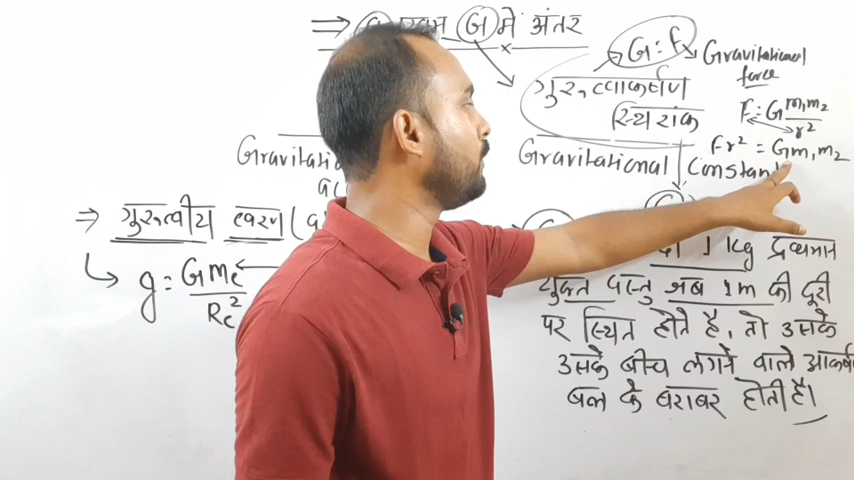 ⇒ एवम् G में अंतर
G = F
Gravitational
force
गुरुत्वाकर्षण
स्थिरांक
F = G m₁m₂/r²
Fr² = Gm₁m₂
Gravitational
Gravitational Constant
⇒ गुरुत्वीय त्वरण (
g = GMe/Re²
1 Kg द्रव्यमान
युक्त वस्तु जब 1m की दूरी
पर स्थित होते है, तो उसके
उसके बीच लगने वाले आकर्ष
बल के बराबर होती है।